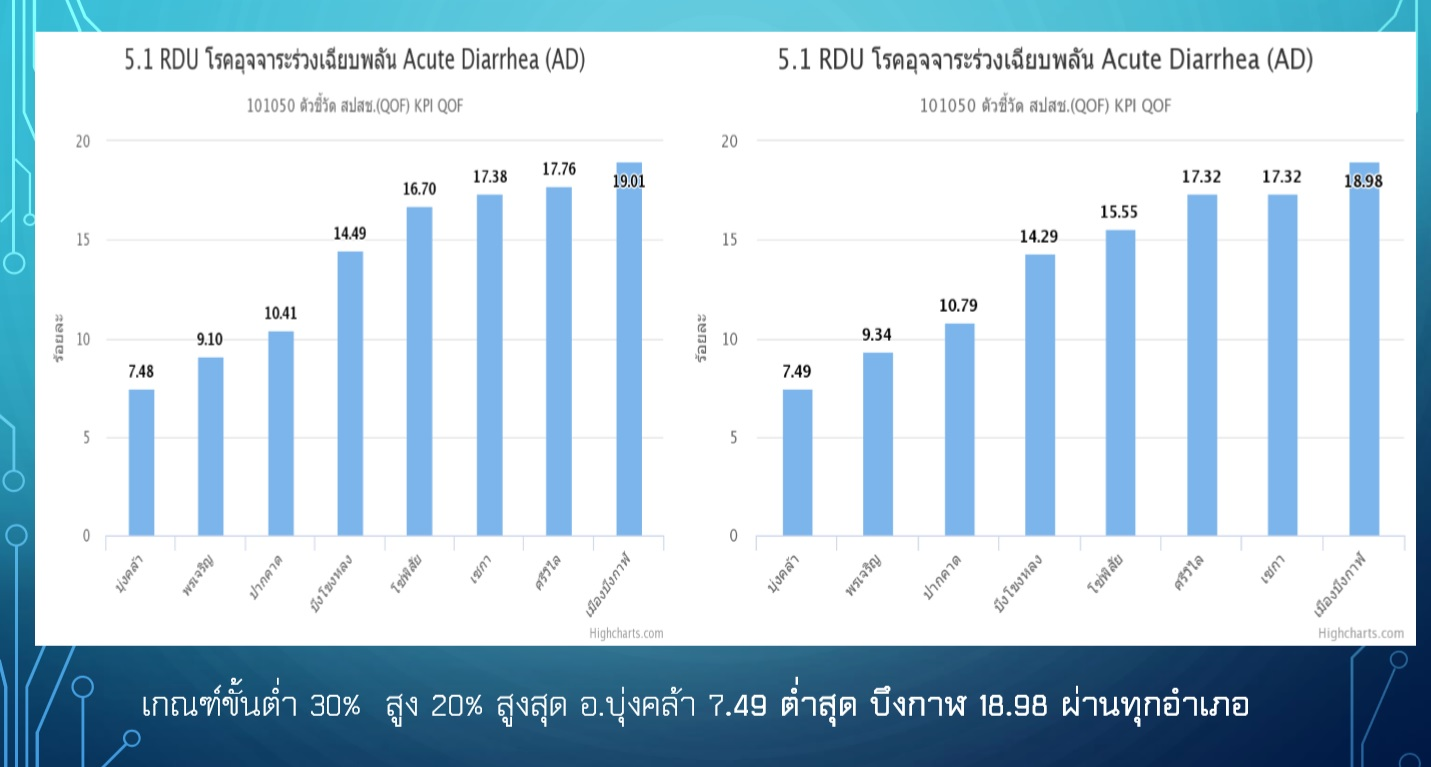 5.1 RDU โรคอุจจาระร่วงเฉียบพลัน Acute Diarrhea (AD)
101050 ตัวชี้วัด สปสช.(QOF) KPI QOF
ร้อยละ
20
15
10
5
0
7.48
9.10
10.41
14.49
16.70
17.38
17.76
19.01
บุ่งคล้า
พรเจริญ
ปากคาด
บึงโขงหลง
โซ่พิสัย
เซกา
ศรีวิไล
เมืองบึงกาฬ
Highcharts.com
5.1 RDU โรคอุจจาระร่วงเฉียบพลัน Acute Diarrhea (AD)
101050 ตัวชี้วัด สปสช.(QOF) KPI QOF
ร้อยละ
20
15
10
5
0
7.49
9.34
10.79
14.29
15.55
17.32
17.32
18.98
บุ่งคล้า
พรเจริญ
ปากคาด
บึงโขงหลง
โซ่พิสัย
ศรีวิไล
เซกา
เมืองบึงกาฬ
Highcharts.com
เกณฑ์ขั้นต่ำ 30% สูง 20% สูงสุด อ.บุ่งคล้า 7.49 ต่ำสุด บึงกาฬ 18.98 ผ่านทุกอำเภอ